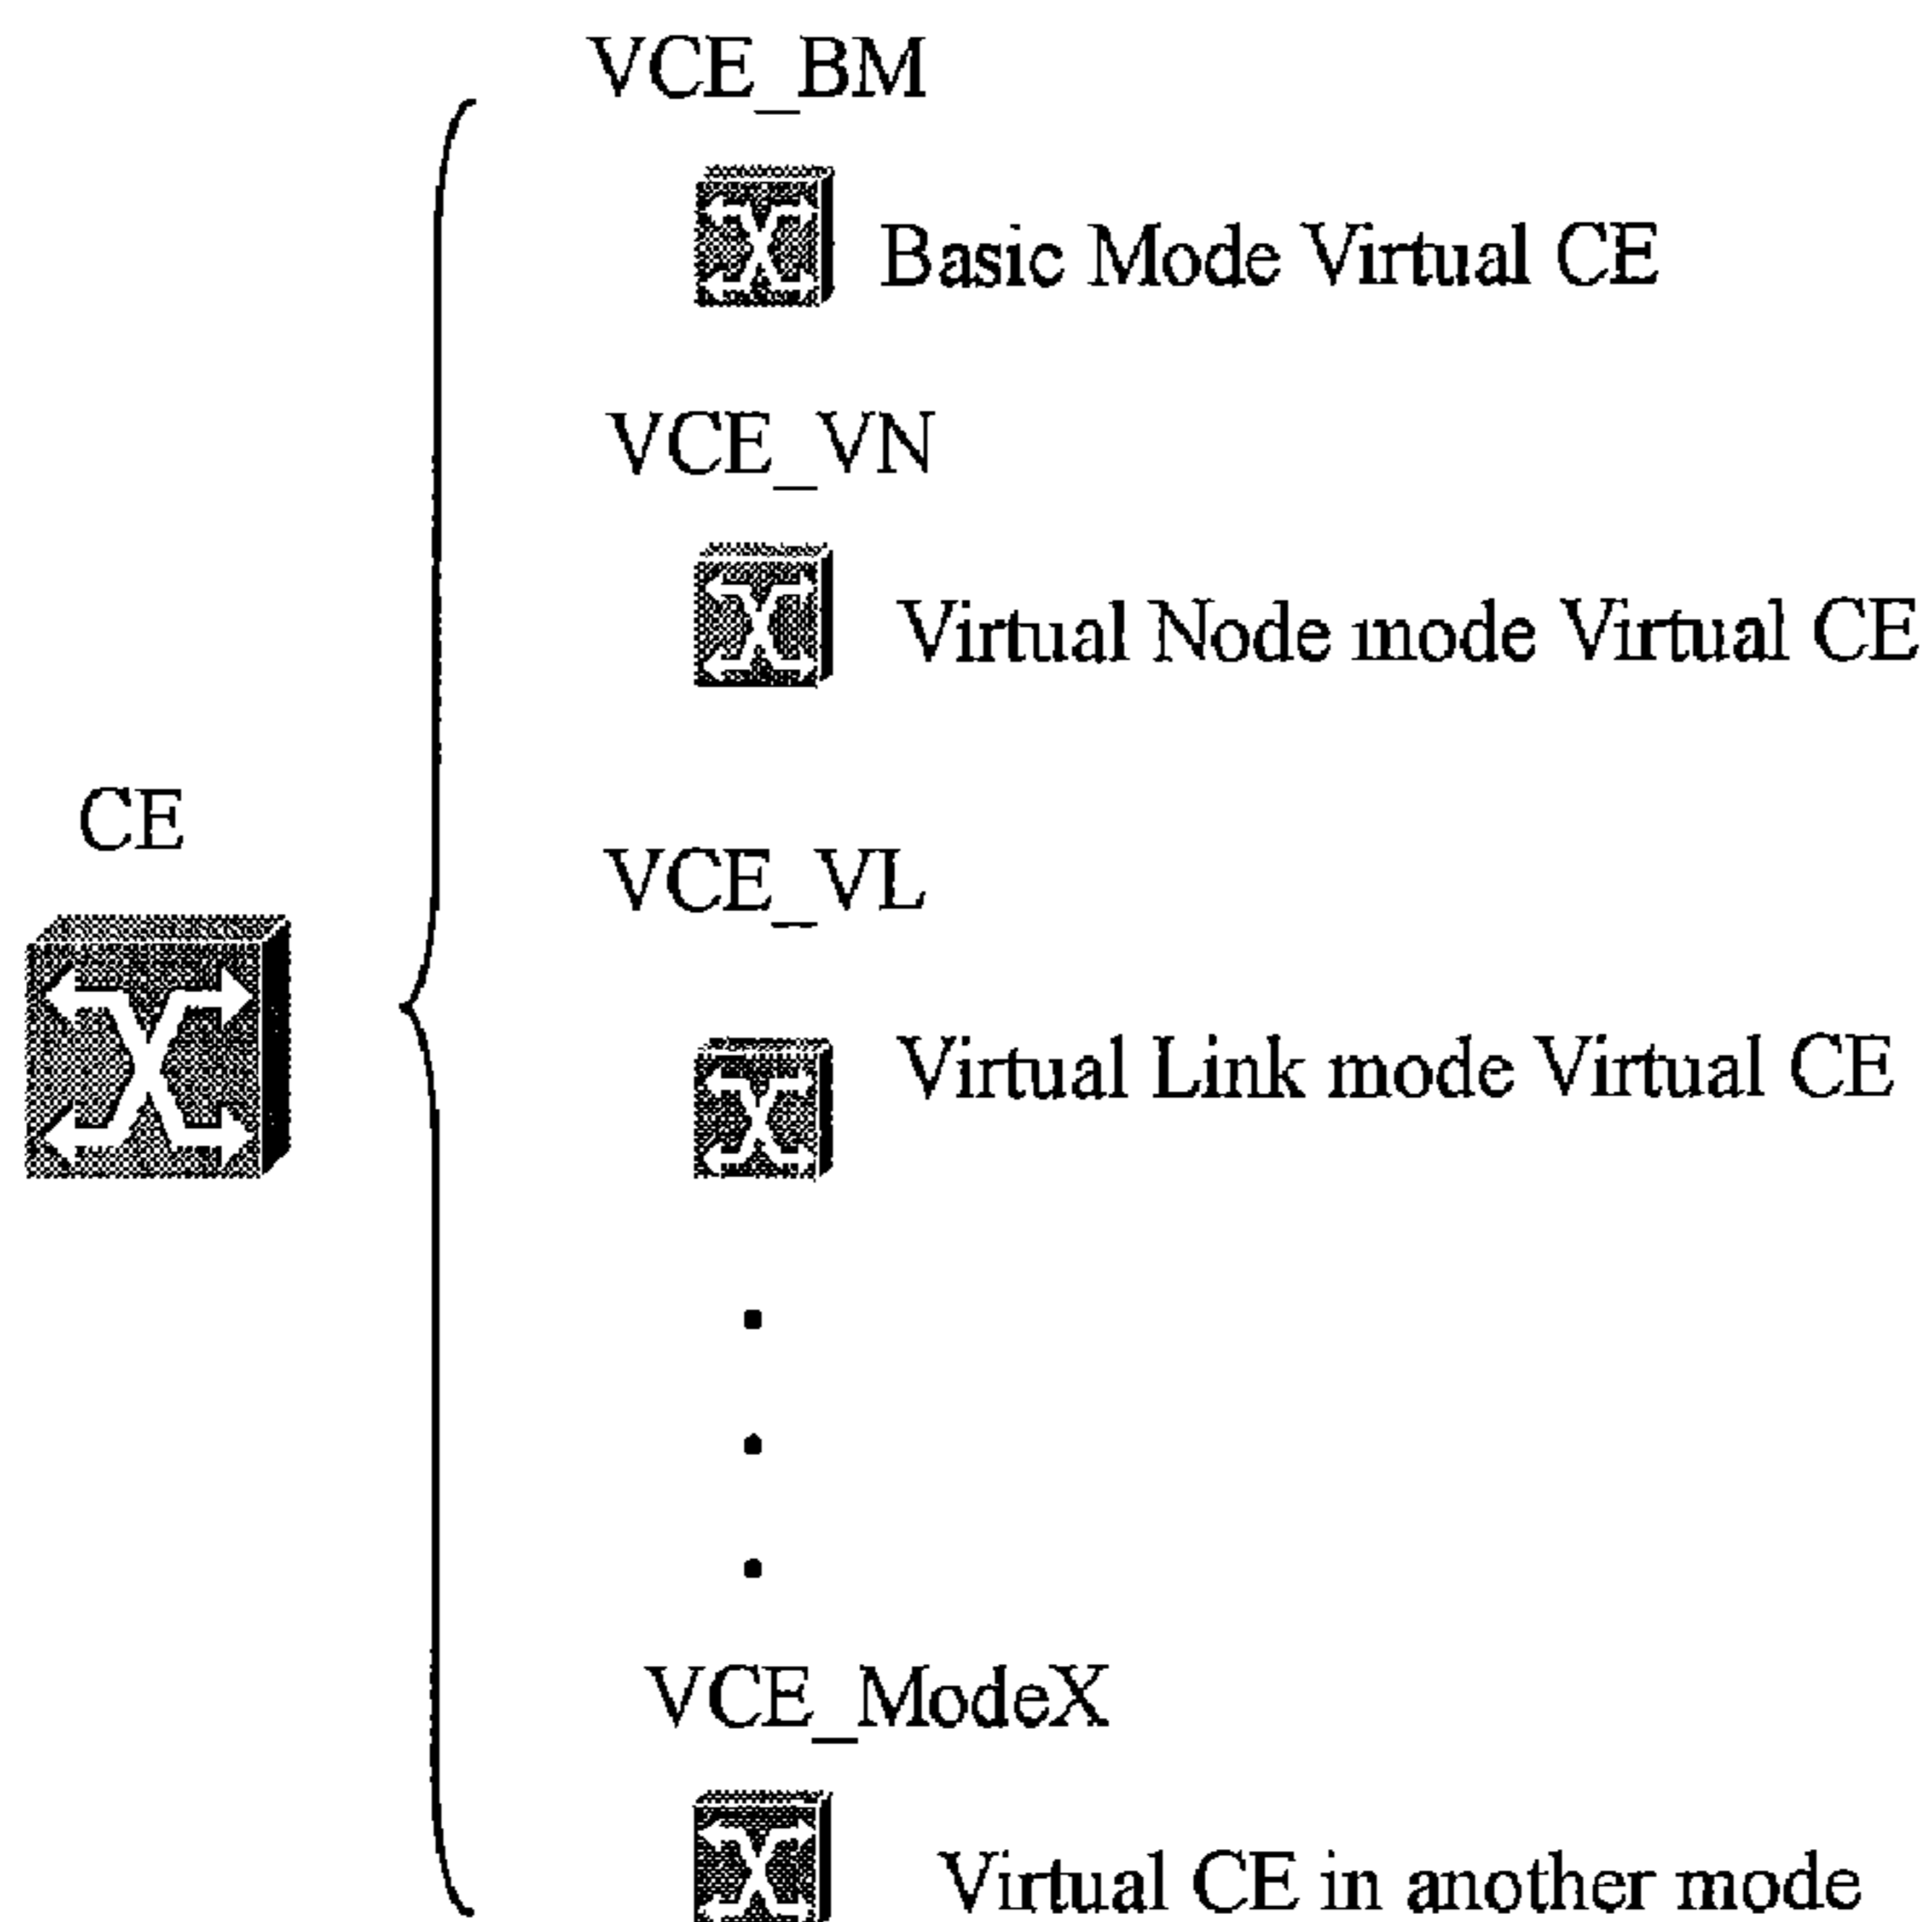 VCE_BM
Basic Mode Virtual CE
VCE_VN
Virtual Node mode Virtual CE
CE
VCE_VL
Virtual Link mode Virtual CE
VCE_ModeX
Virtual CE in another mode